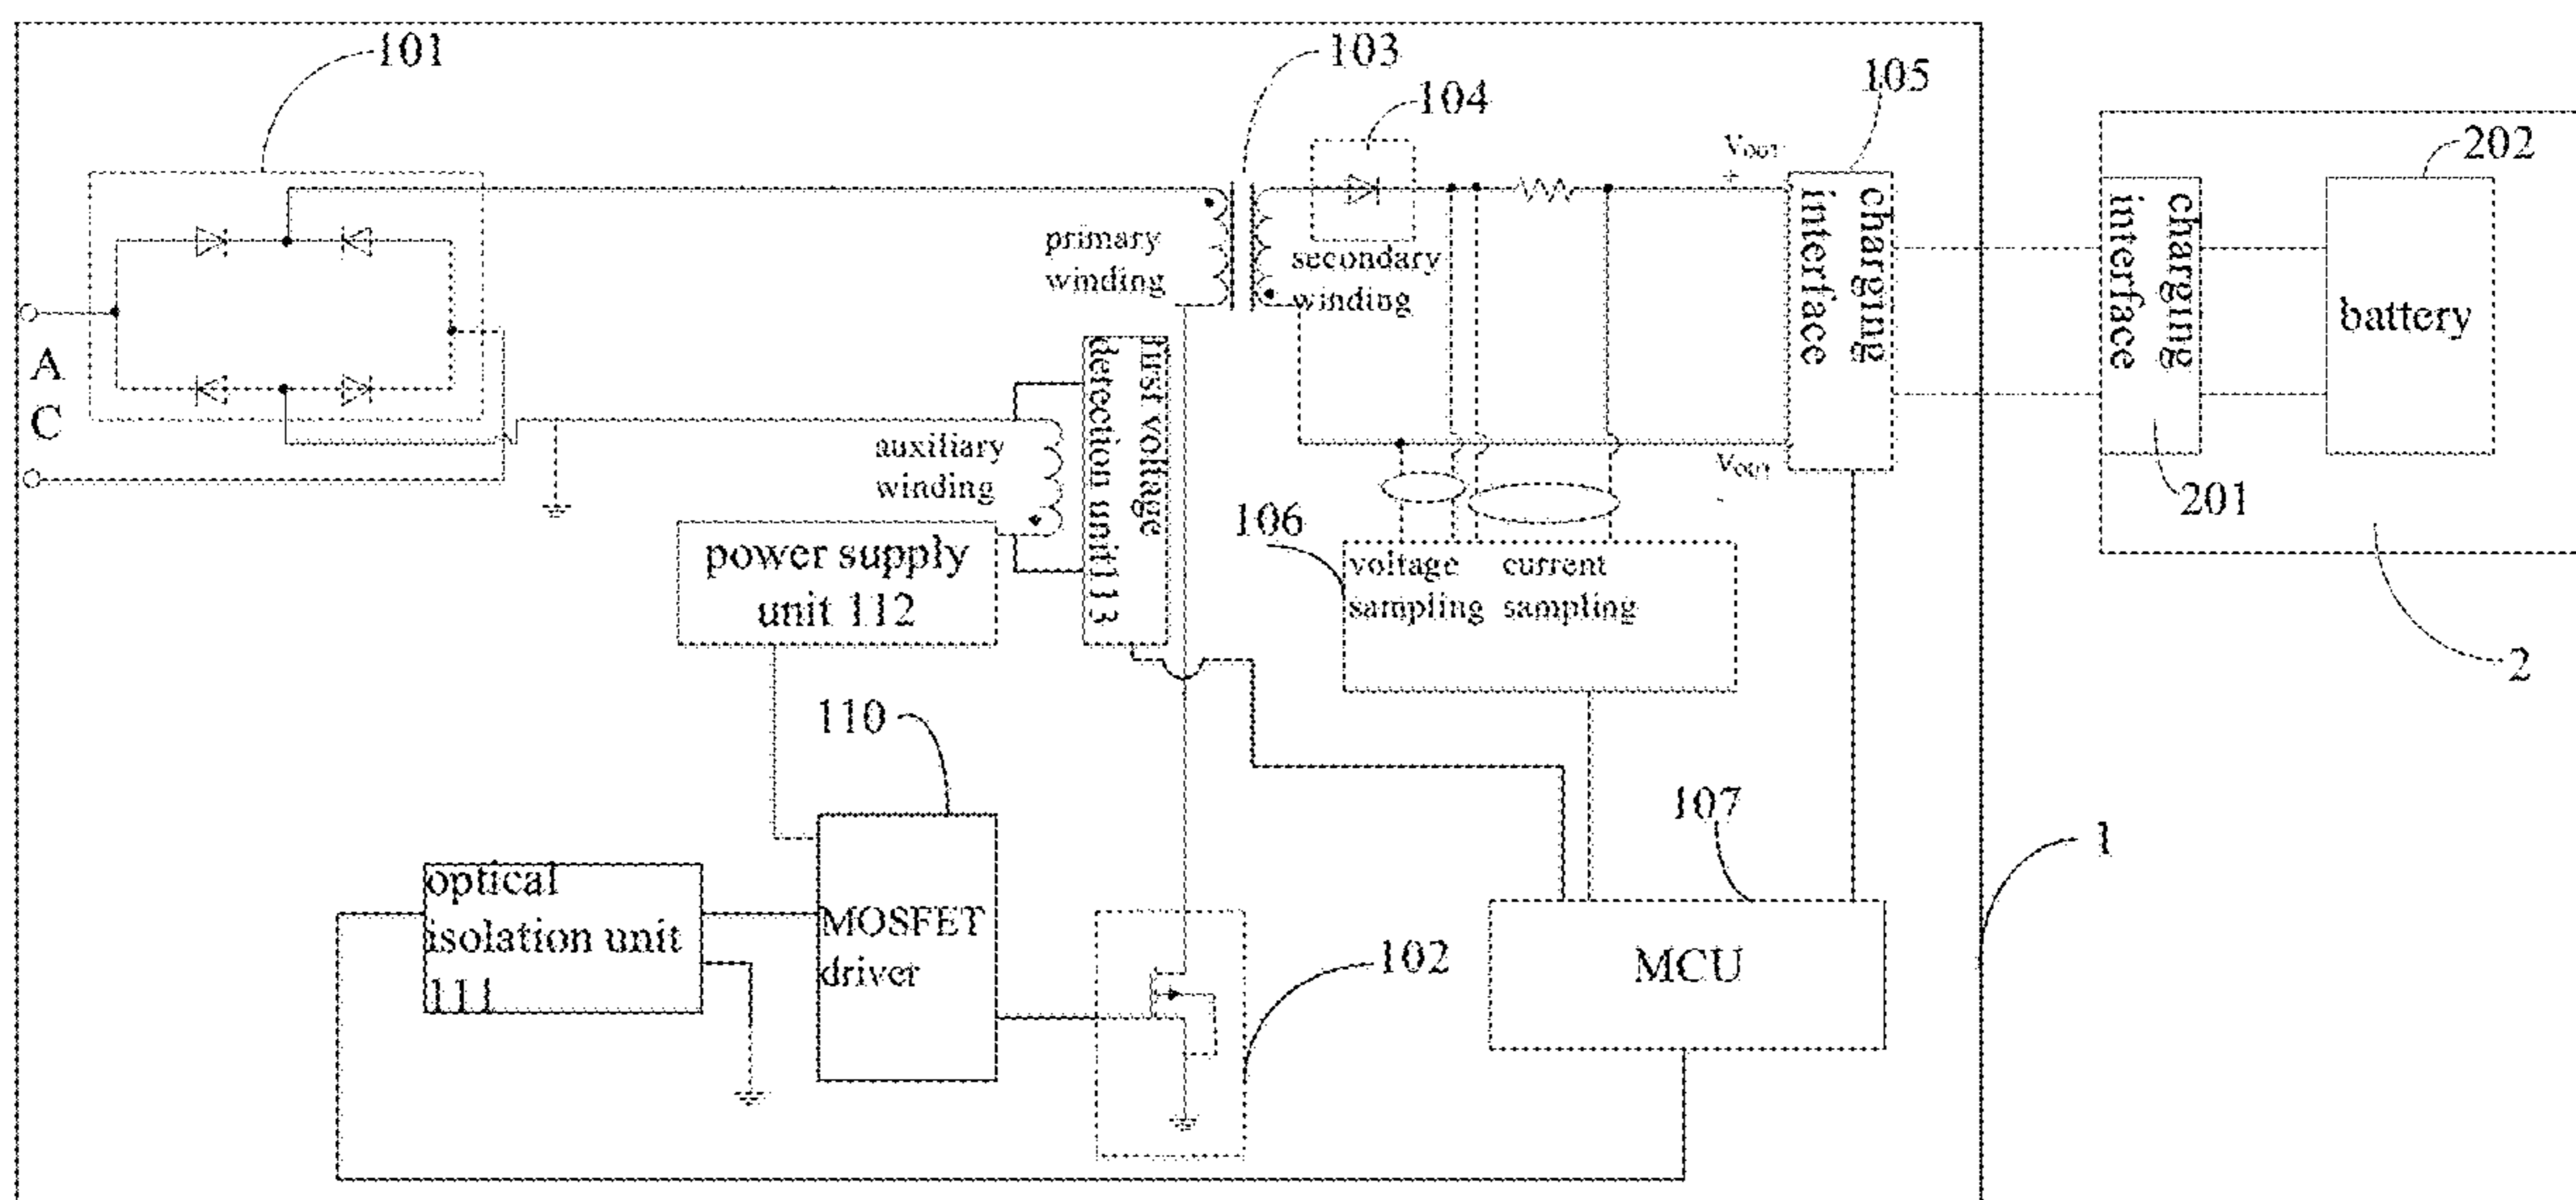 101
103
104
105
202
V_OUT
+
charging
interface
charging
interface
primary
winding
secondary
winding
battery
A
C
first voltage
detection unit113
auxiliary
winding
V_OUT
-
201
106
power supply
unit 112
voltage current
sampling sampling
2
110
107
1
optical
isolation unit
111
MOSFET
driver
102
MCU